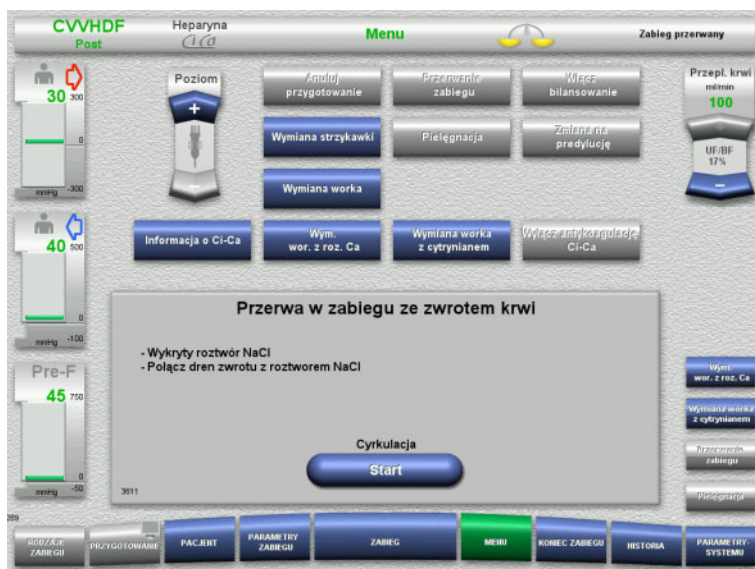 CVVHDF
Post
Heparyna
Ci Ca
Menu
Zabieg przerwany
30
300
0
-300
mmHg
40
500
0
-100
mmHg
Pre-F
45
750
0
-50
mmHg
Poziom
+
-
Anuluj
przygotowanie
Przerwanie
zabiegu
Włącz
bilansowanie
Wymiana strzykawki
Pielęgnacja
Zmiana na
predylucję
Wymiana worka
Informacja o Ci-Ca
Wym.
wor. z roz. Ca
Wymiana worka
z cytrynianem
Wyłącz antykoagulację
Ci-Ca
Przepł. krwi
ml/min
100
+
UF/BF
17%
-
Przerwa w zabiegu ze zwrotem krwi
- Wykryty roztwór NaCl
- Połącz dren zwrotu z roztworem NaCl
Cyrkulacja
Start
3611
Wym.
wor. z roz. Ca
Wymiana worka
z cytrynianem
Przerwanie
zabiegu
Pielęgnacja
RODZAJE
ZABIEGU
PRZYGOTOWANIE
PACJENT
PARAMETRY
ZABIEGU
ZABIEG
MENU
KONIEC ZABIEGU
HISTORIA
PARAMETRY-
SYSTEMU